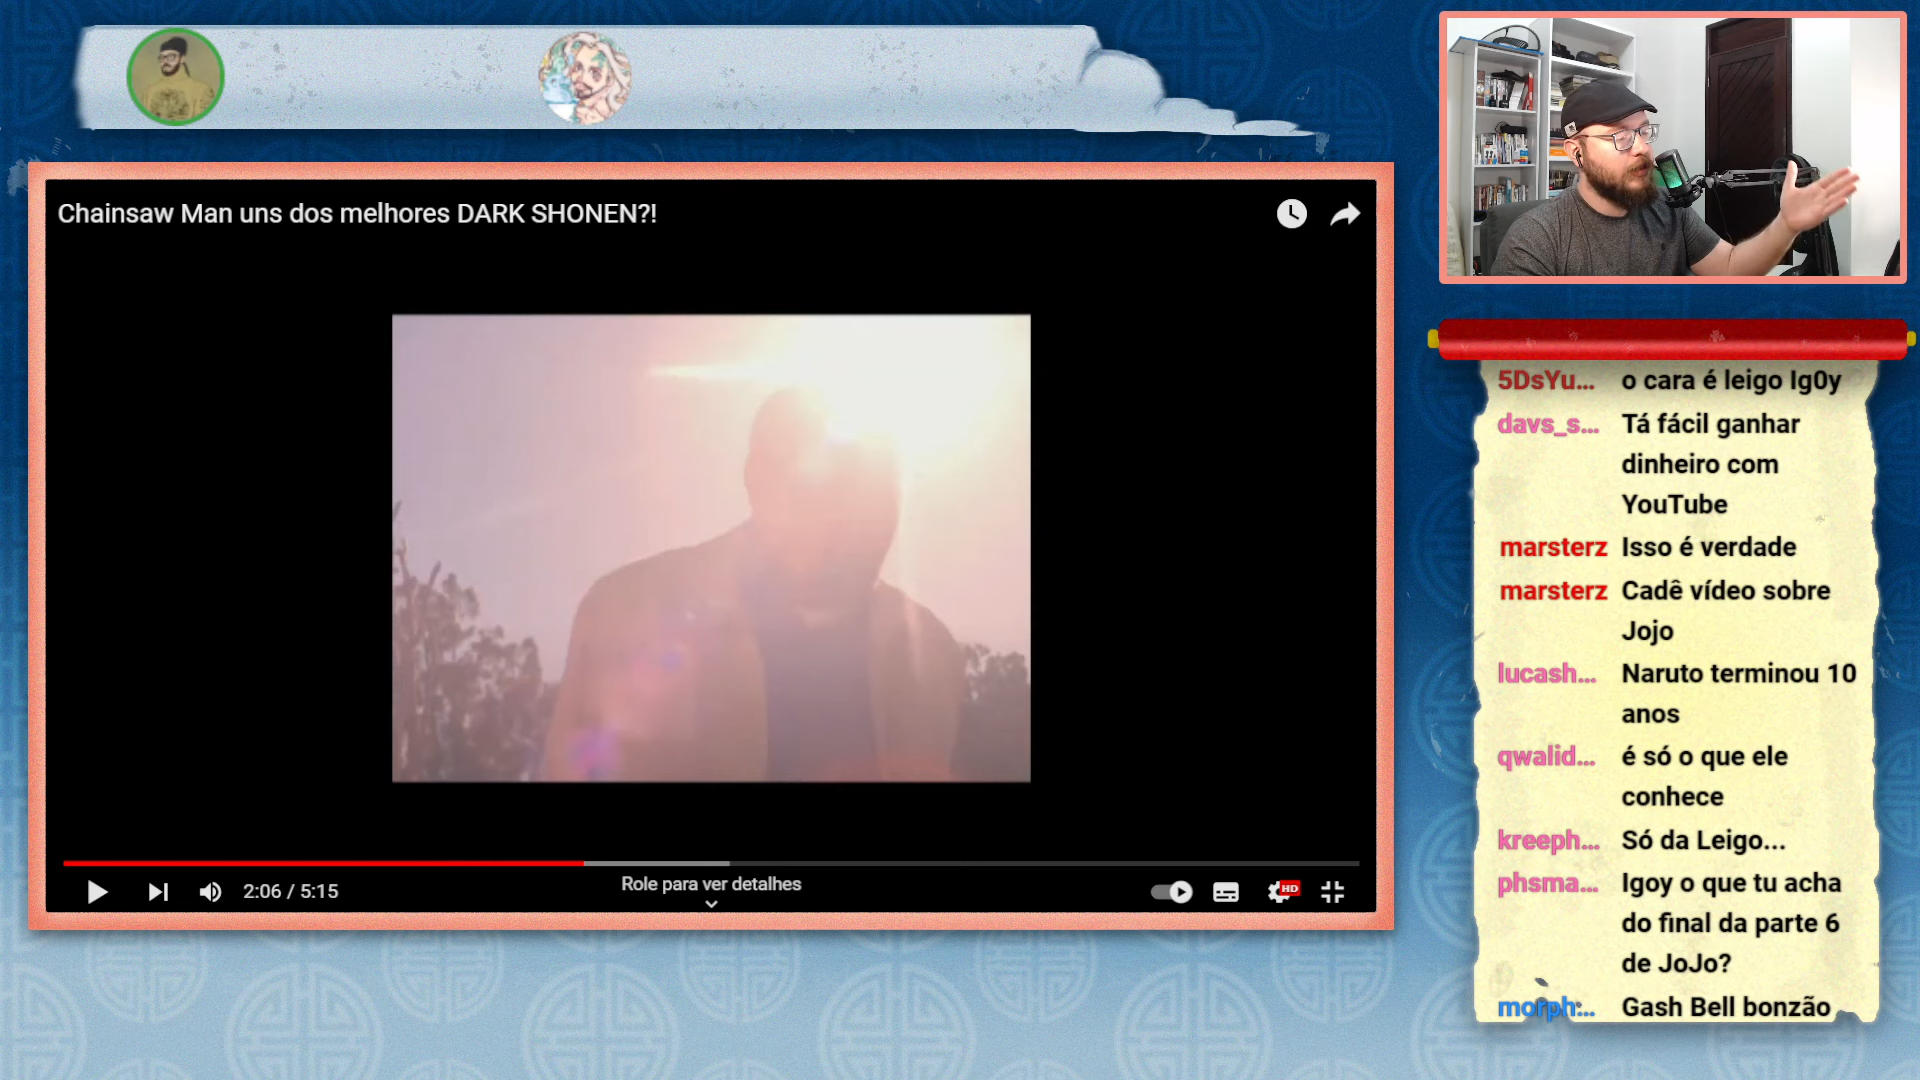 Chainsaw Man uns dos melhores DARK SHONEN?!
2:06 / 5:15
Role para ver detalhes
HD
5DsYu... o cara é leigo Ig0y
davs_s... Tá fácil ganhar
dinheiro com
YouTube
marsterz Isso é verdade
marsterz Cadê vídeo sobre
Jojo
lucash... Naruto terminou 10
anos
qwalid... é só o que ele
conhece
kreeph... Só da Leigo...
phsma... Igoy o que tu acha
do final da parte 6
de JoJo?
morph:.. Gash Bell bonzão